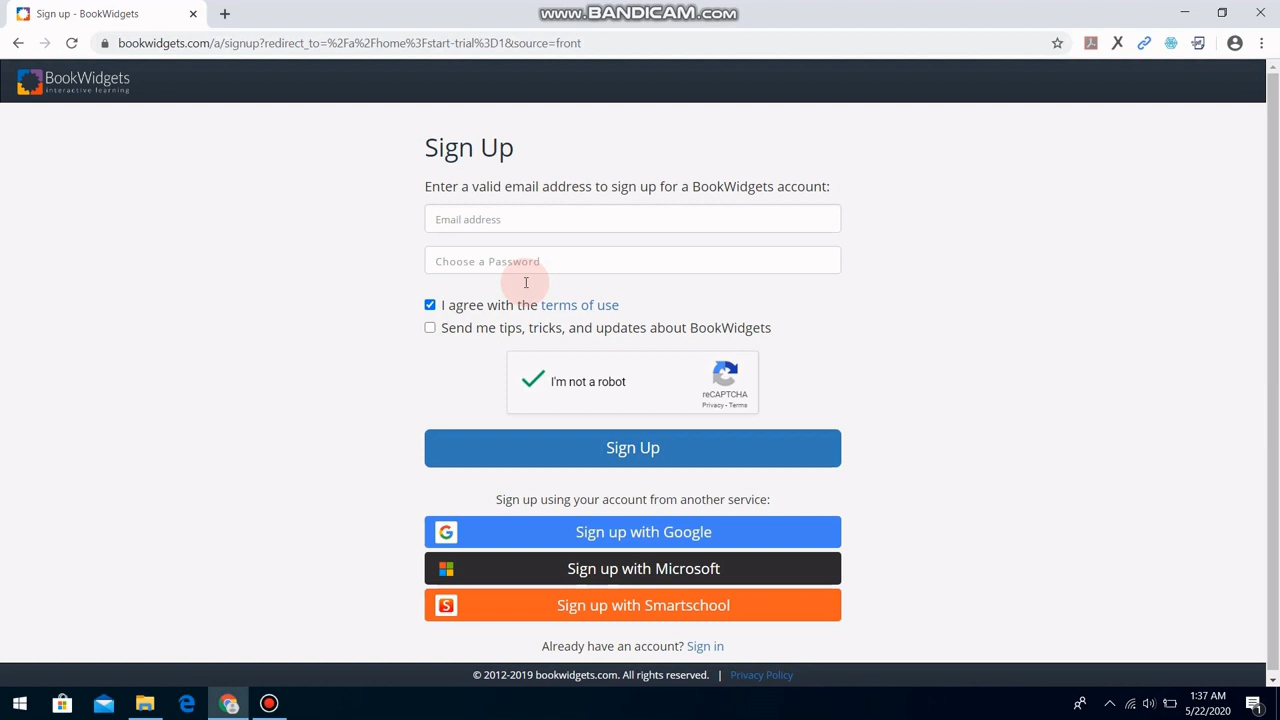 Sign up - BookWidgets
www.BANDICAM.com
bookwidgets.com/a/signup?redirect_to=%2Fa%2Fhome%3Fstart-trial%3D1&source=front
BookWidgets
interactive learning
Sign Up
Enter a valid email address to sign up for a BookWidgets account:
Email address
Choose a Password
I agree with the terms of use
Send me tips, tricks, and updates about BookWidgets
I'm not a robot
reCAPTCHA
Privacy - Terms
Sign Up
Sign up using your account from another service:
Sign up with Google
Sign up with Microsoft
Sign up with Smartschool
Already have an account? Sign in
© 2012-2019 bookwidgets.com. All rights reserved. | Privacy Policy
1:37 AM
5/22/2020
1